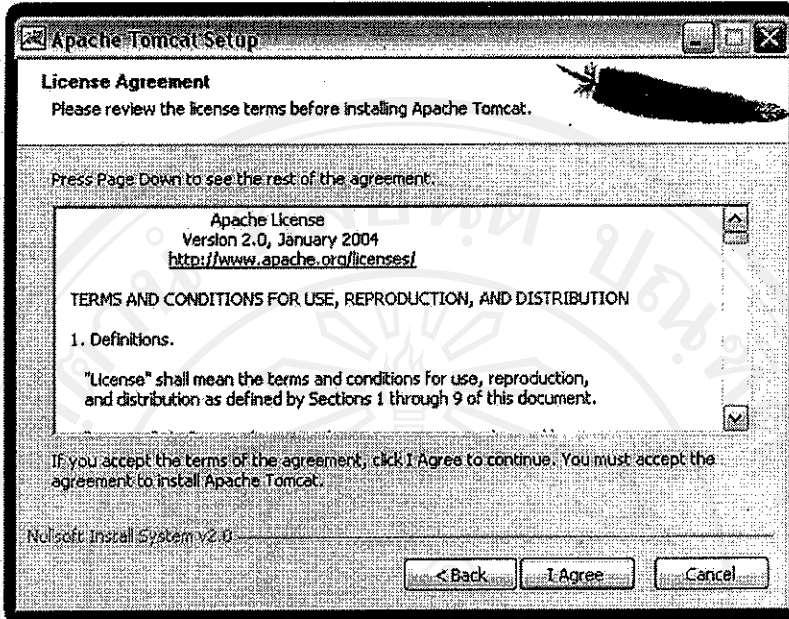 Apache Tomcat Setup
License Agreement
Please review the license terms before installing Apache Tomcat.
Press Page Down to see the rest of the agreement.
Apache License
Version 2.0, January 2004
http://www.apache.org/licenses/
TERMS AND CONDITIONS FOR USE, REPRODUCTION, AND DISTRIBUTION
1. Definitions.
"License" shall mean the terms and conditions for use, reproduction,
and distribution as defined by Sections 1 through 9 of this document.
If you accept the terms of the agreement, click I Agree to continue. You must accept the
agreement to install Apache Tomcat.
Nullsoft Install System v2.0
< Back I Agree Cancel